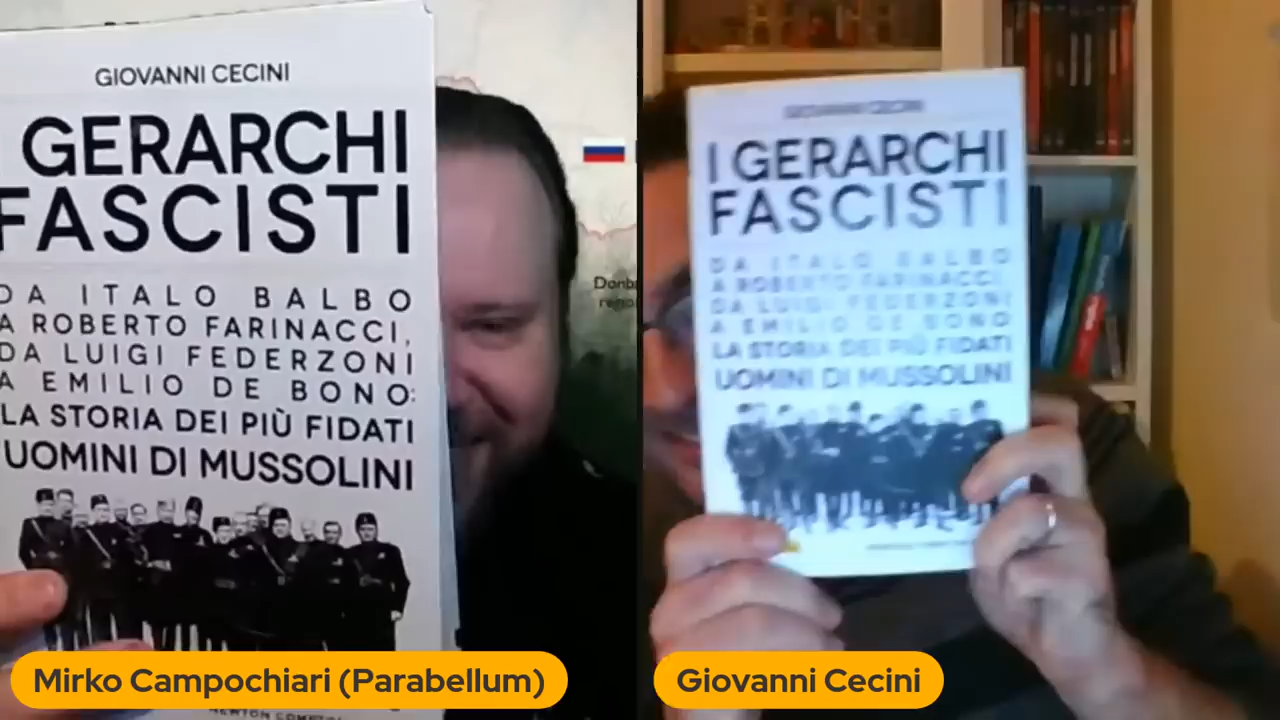 GIOVANNI CECINI
I GERARCHI
FASCISTI
DA ITALO BALBO
A ROBERTO FARINACCI,
DA LUIGI FEDERZONI
A EMILIO DE BONO:
LA STORIA DEI PIÙ FIDATI
UOMINI DI MUSSOLINI
Mirko Campochiari (Parabellum)
GIOVANNI CECINI
I GERARCHI
FASCISTI
DA ITALO BALBO
A ROBERTO FARINACCI,
DA LUIGI FEDERZONI
A EMILIO DE BONO
LA STORIA DEI PIÙ FIDATI
UOMINI DI MUSSOLINI
Giovanni Cecini